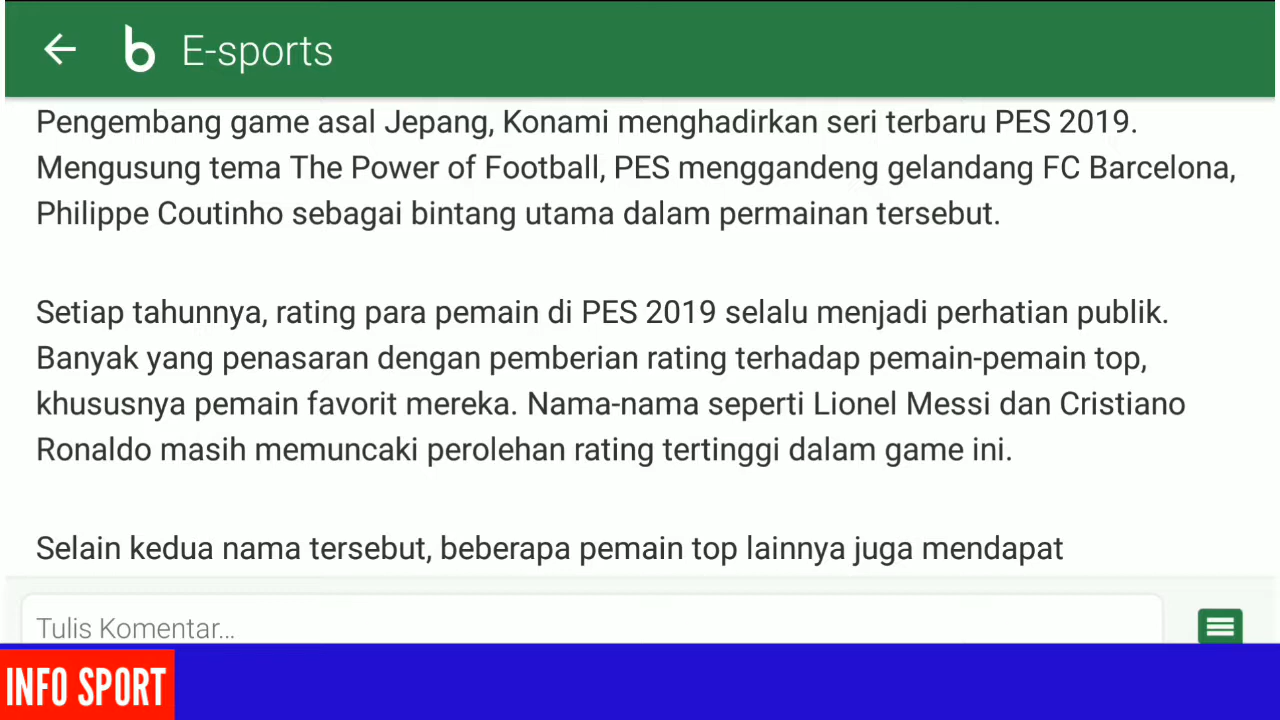 b E-sports
Pengembang game asal Jepang, Konami menghadirkan seri terbaru PES 2019.
Mengusung tema The Power of Football, PES menggandeng gelandang FC Barcelona,
Philippe Coutinho sebagai bintang utama dalam permainan tersebut.
Setiap tahunnya, rating para pemain di PES 2019 selalu menjadi perhatian publik.
Banyak yang penasaran dengan pemberian rating terhadap pemain-pemain top,
khususnya pemain favorit mereka. Nama-nama seperti Lionel Messi dan Cristiano
Ronaldo masih memuncaki perolehan rating tertinggi dalam game ini.
Selain kedua nama tersebut, beberapa pemain top lainnya juga mendapat
Tulis Komentar...
INFO SPORT